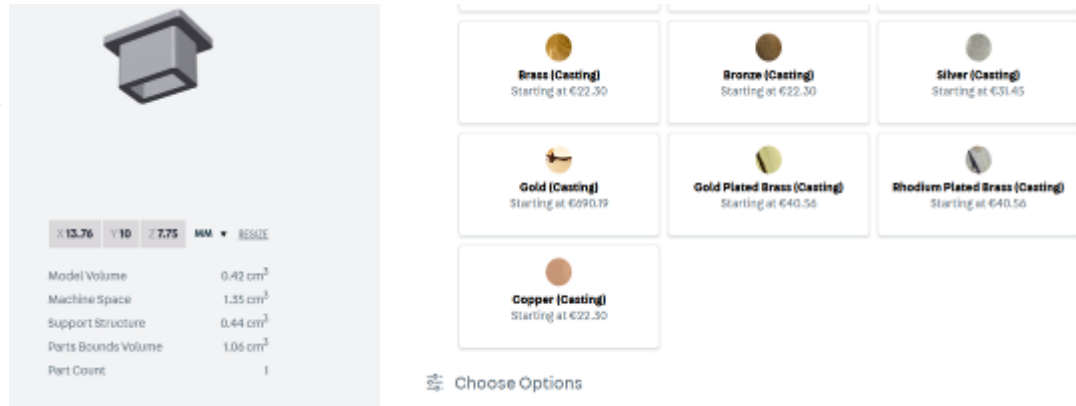 X 13.76 Y 10 Z 7.75 MM ▼ RESIZE
Model Volume 0.42 cm³
Machine Space 1.35 cm³
Support Structure 0.44 cm³
Parts Bounds Volume 1.06 cm³
Part Count 1
Brass (Casting)
Starting at €22.30
Bronze (Casting)
Starting at €22.30
Silver (Casting)
Starting at €31.45
Gold (Casting)
Starting at €690.19
Gold Plated Brass (Casting)
Starting at €40.56
Rhodium Plated Brass (Casting)
Starting at €40.56
Copper (Casting)
Starting at €22.30
Choose Options